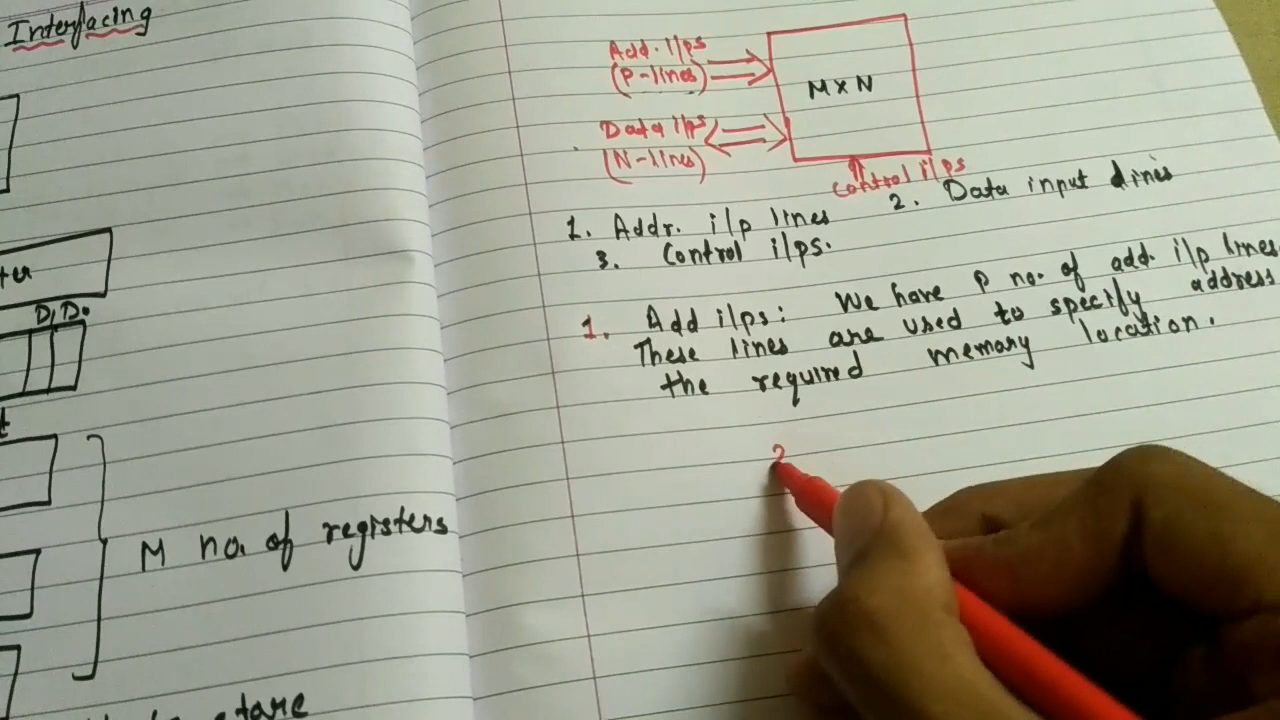 Interfacing
ter
D1 D0
M no. of registers
stare
Add. i/ps
(P-lines)
M x N
Data i/ps
(N-lines)
Control i/ps
1. Addr. i/p lines
2. Data input lines
3. Control i/ps.
1. Add i/ps: We have P no. of add. i/p lines
These lines are used to specify address
the required memory location.
2